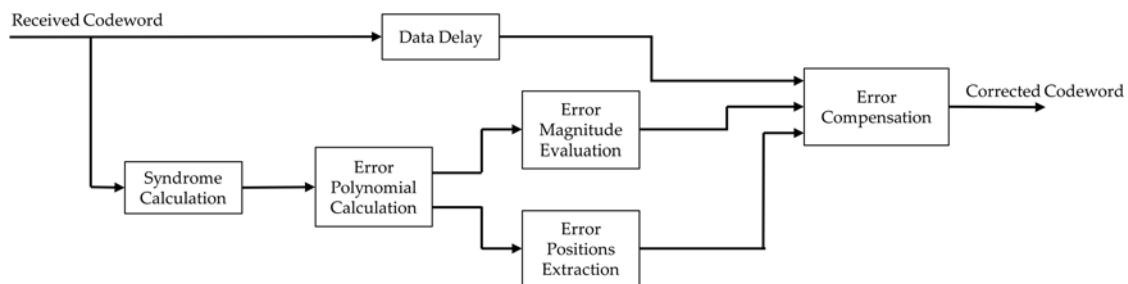 Received Codeword
Data Delay
Error
Compensation
Corrected Codeword
Error
Magnitude
Evaluation
Syndrome
Calculation
Error
Polynomial
Calculation
Error
Positions
Extraction